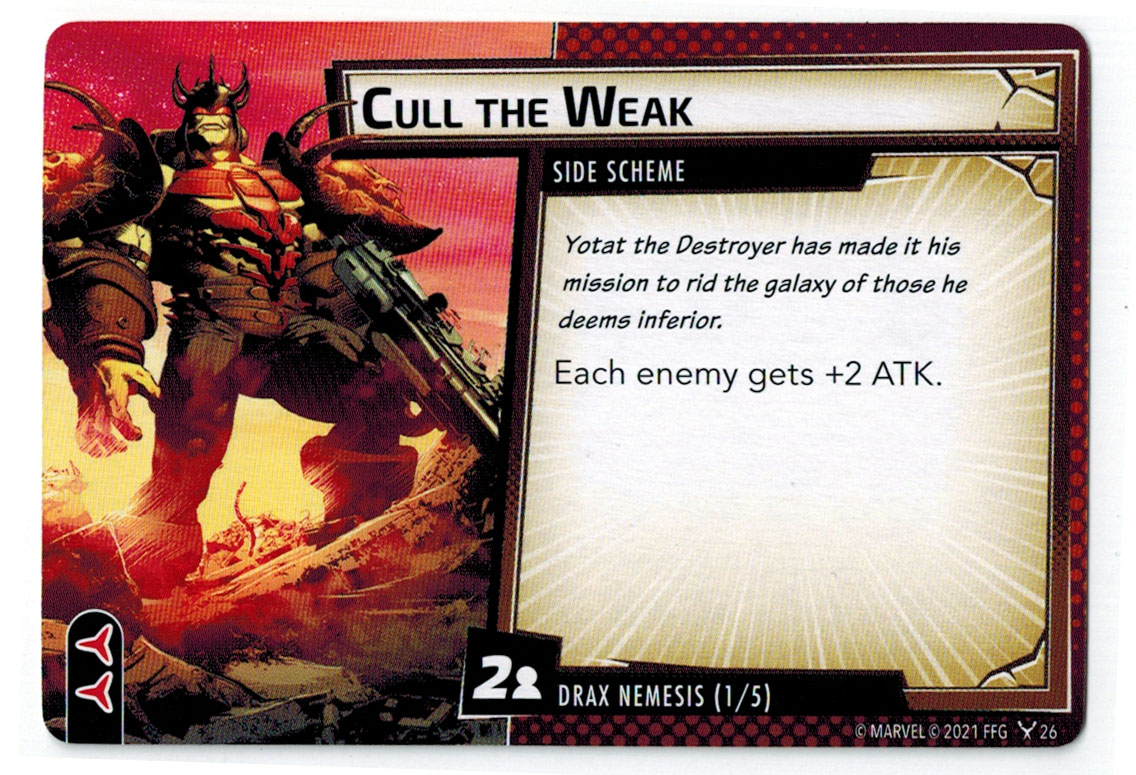 CULL THE WEAK
SIDE SCHEME
Yotat the Destroyer has made it his
mission to rid the galaxy of those he
deems inferior.
Each enemy gets +2 ATK.
2
DRAX NEMESIS (1/5)
© MARVEL © 2021 FFG 26